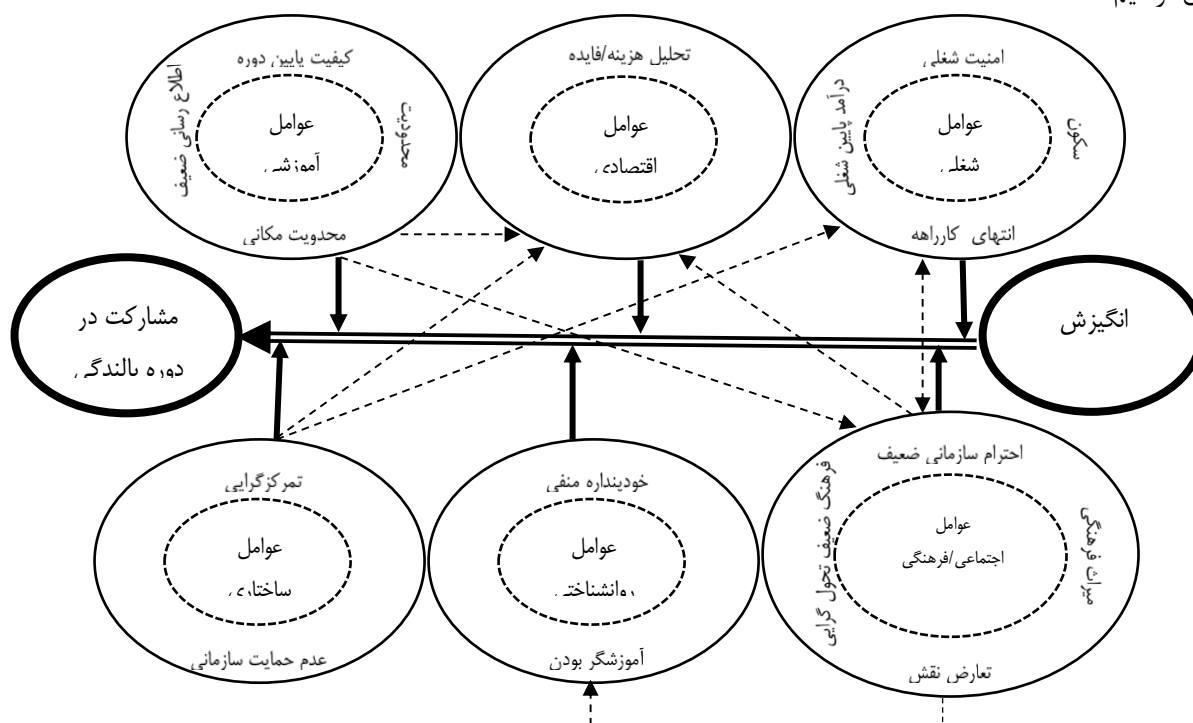 امنیت شغلی
درآمد پایین شغلی
عوامل
شغلی
سکون
انتهای کارراهه
تحلیل هزینه/فایده
عوامل
اقتصادی
کیفیت پایین دوره
اطلاع رسانی ضعیف
عوامل
آموزشی
محدودیت
محدویت مکانی
انگیزش
مشارکت در
دوره بالندگی
احترام سازمانی ضعیف
فرهنگ ضعیف تحول گرایی
عوامل
اجتماعی/فرهنگی
میراث فرهنگی
تعارض نقش
خودپنداره منفی
عوامل
روانشناختی
آموزشگر بودن
تمرکزگرایی
عوامل
ساختاری
عدم حمایت سازمانی